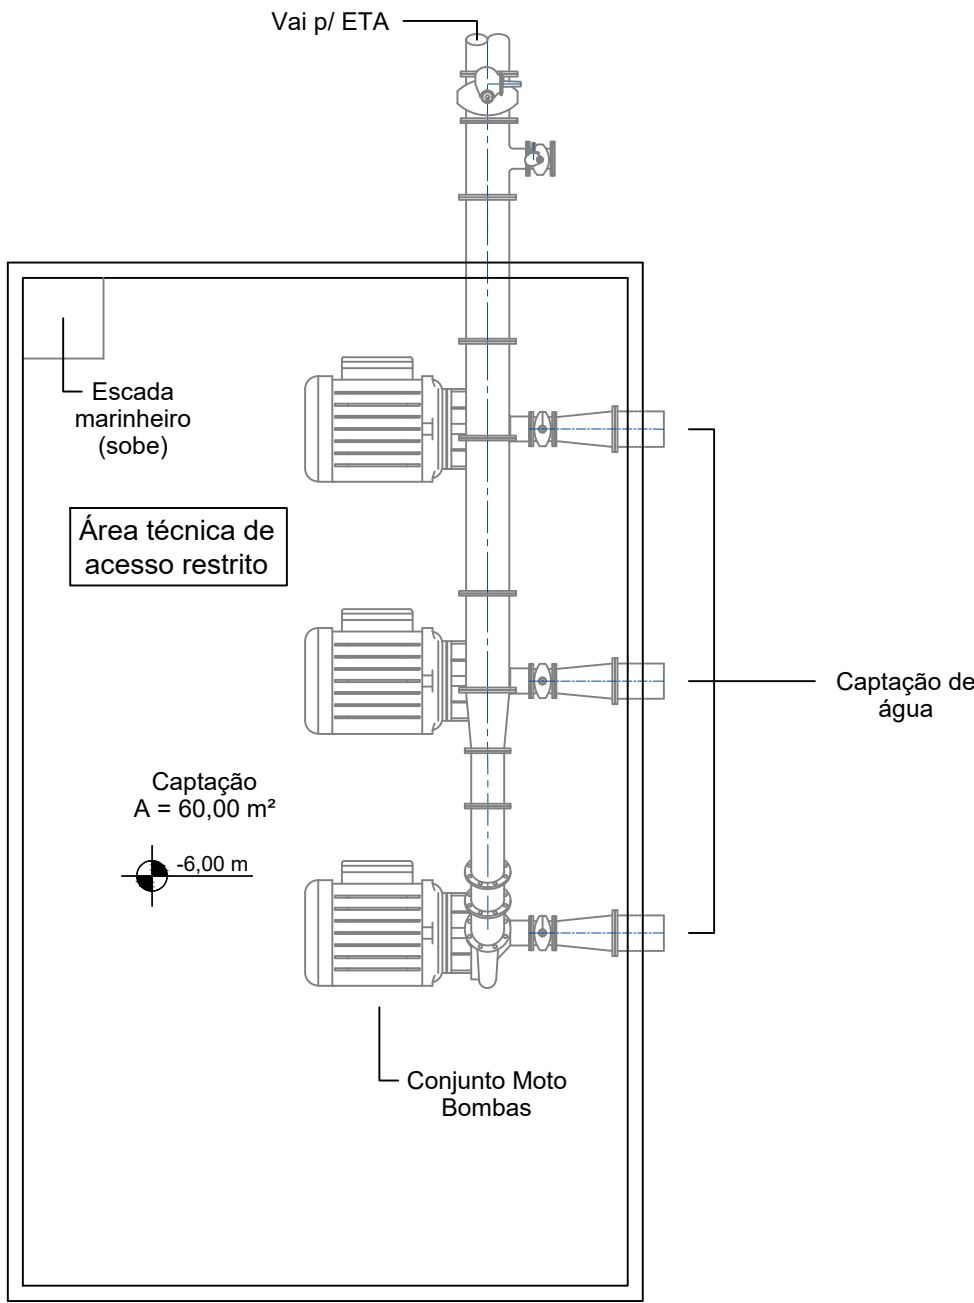 Vai p/ ETA
Escada
marinheiro
(sobe)
Área técnica de
acesso restrito
Captação de
água
Captação
A = 60,00 m²
-6,00 m
Conjunto Moto
Bombas